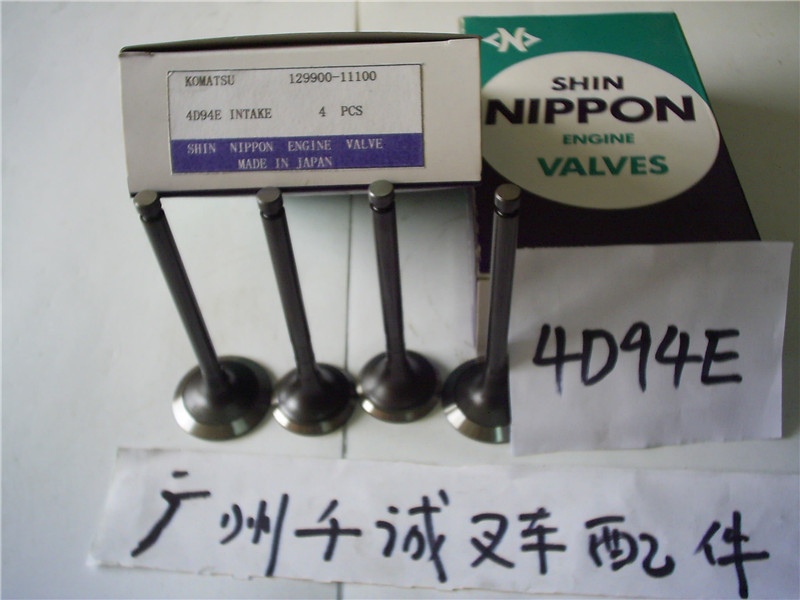 KOMATSU 129900-11100
4D94E INTAKE 4 PCS
SHIN NIPPON ENGINE VALVE
MADE IN JAPAN
N
SHIN
NIPPON
ENGINE
VALVES
4D94E
广州千诚叉车配件